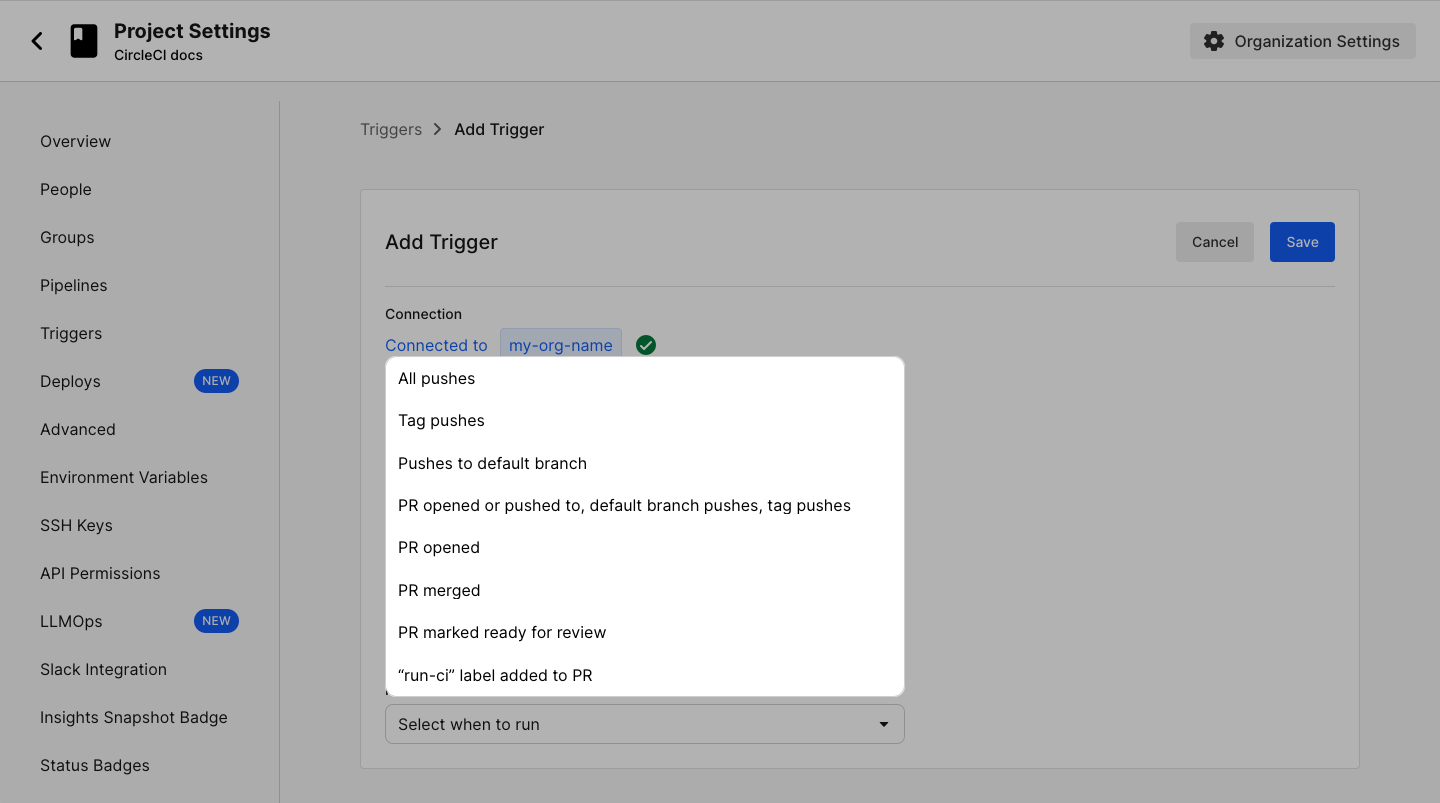 Project Settings
CircleCI docs
Organization Settings
Overview
People
Groups
Pipelines
Triggers
Deploys NEW
Advanced
Environment Variables
SSH Keys
API Permissions
LLMOps NEW
Slack Integration
Insights Snapshot Badge
Status Badges
Triggers > Add Trigger
Add Trigger
Cancel
Save
Connection
Connected to my-org-name
All pushes
Tag pushes
Pushes to default branch
PR opened or pushed to, default branch pushes, tag pushes
PR opened
PR merged
PR marked ready for review
“run-ci” label added to PR
Select when to run